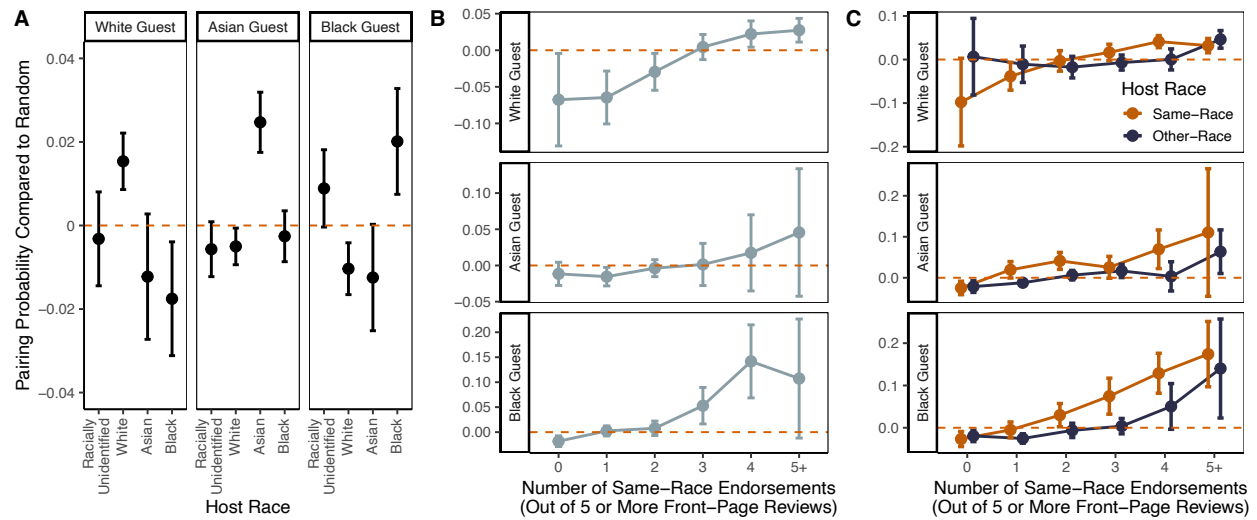 A
White Guest
Asian Guest
Black Guest
Pairing Probability Compared to Random
0.04
0.02
0
−0.02
−0.04
Racially
Unidentified
White
Asian
Black
Racially
Unidentified
White
Asian
Black
Racially
Unidentified
White
Asian
Black
Host Race
B
White Guest
0.05
0.00
−0.05
−0.10
Asian Guest
0.10
0.05
0.00
−0.05
Black Guest
0.20
0.15
0.10
0.05
0.00
0
1
2
3
4
5+
Number of Same−Race Endorsements
(Out of 5 or More Front−Page Reviews)
C
White Guest
0.1
0.0
−0.1
−0.2
Host Race
Same−Race
Other−Race
Asian Guest
0.2
0.1
0.0
Black Guest
0.2
0.1
0.0
0
1
2
3
4
5+
Number of Same−Race Endorsements
(Out of 5 or More Front−Page Reviews)